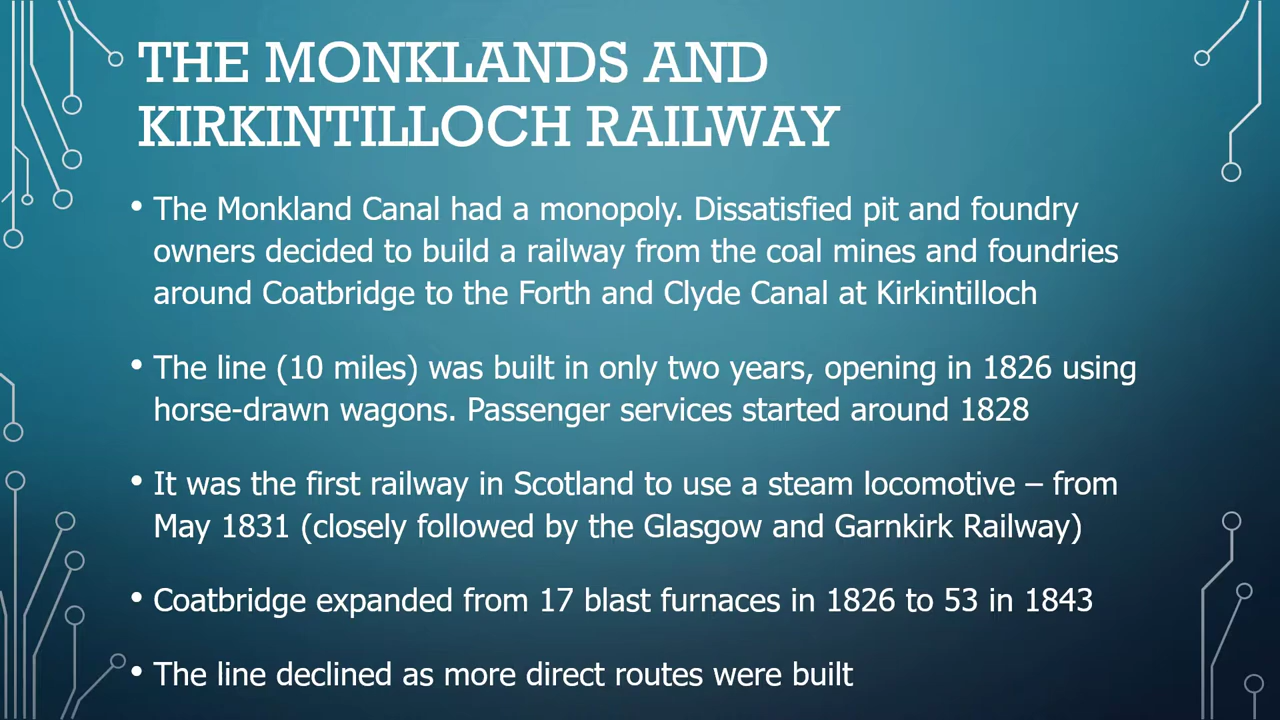 THE MONKLANDS AND
KIRKINTILLOCH RAILWAY
• The Monkland Canal had a monopoly. Dissatisfied pit and foundry
owners decided to build a railway from the coal mines and foundries
around Coatbridge to the Forth and Clyde Canal at Kirkintilloch
• The line (10 miles) was built in only two years, opening in 1826 using
horse-drawn wagons. Passenger services started around 1828
• It was the first railway in Scotland to use a steam locomotive – from
May 1831 (closely followed by the Glasgow and Garnkirk Railway)
• Coatbridge expanded from 17 blast furnaces in 1826 to 53 in 1843
• The line declined as more direct routes were built